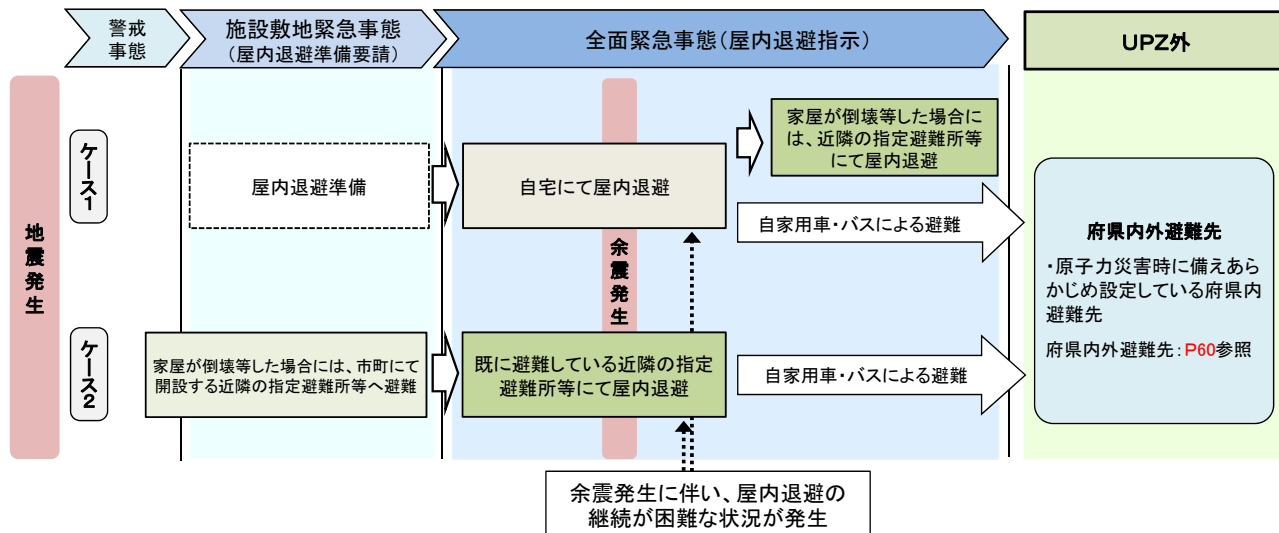 警戒
事態
施設敷地緊急事態
(屋内退避準備要請)
全面緊急事態(屋内退避指示)
UPZ外
地震発生
ケース1
屋内退避準備
自宅にて屋内退避
家屋が倒壊等した場合に
は、近隣の指定避難所等
にて屋内退避
自家用車・バスによる避難
余震発生
ケース2
家屋が倒壊等した場合には、市町にて
開設する近隣の指定避難所等へ避難
既に避難している近隣の指定
避難所等にて屋内退避
自家用車・バスによる避難
府県内外避難先
・原子力災害時に備えあら
かじめ設定している府県内
避難先
府県内外避難先:P60参照
余震発生に伴い、屋内退避の
継続が困難な状況が発生